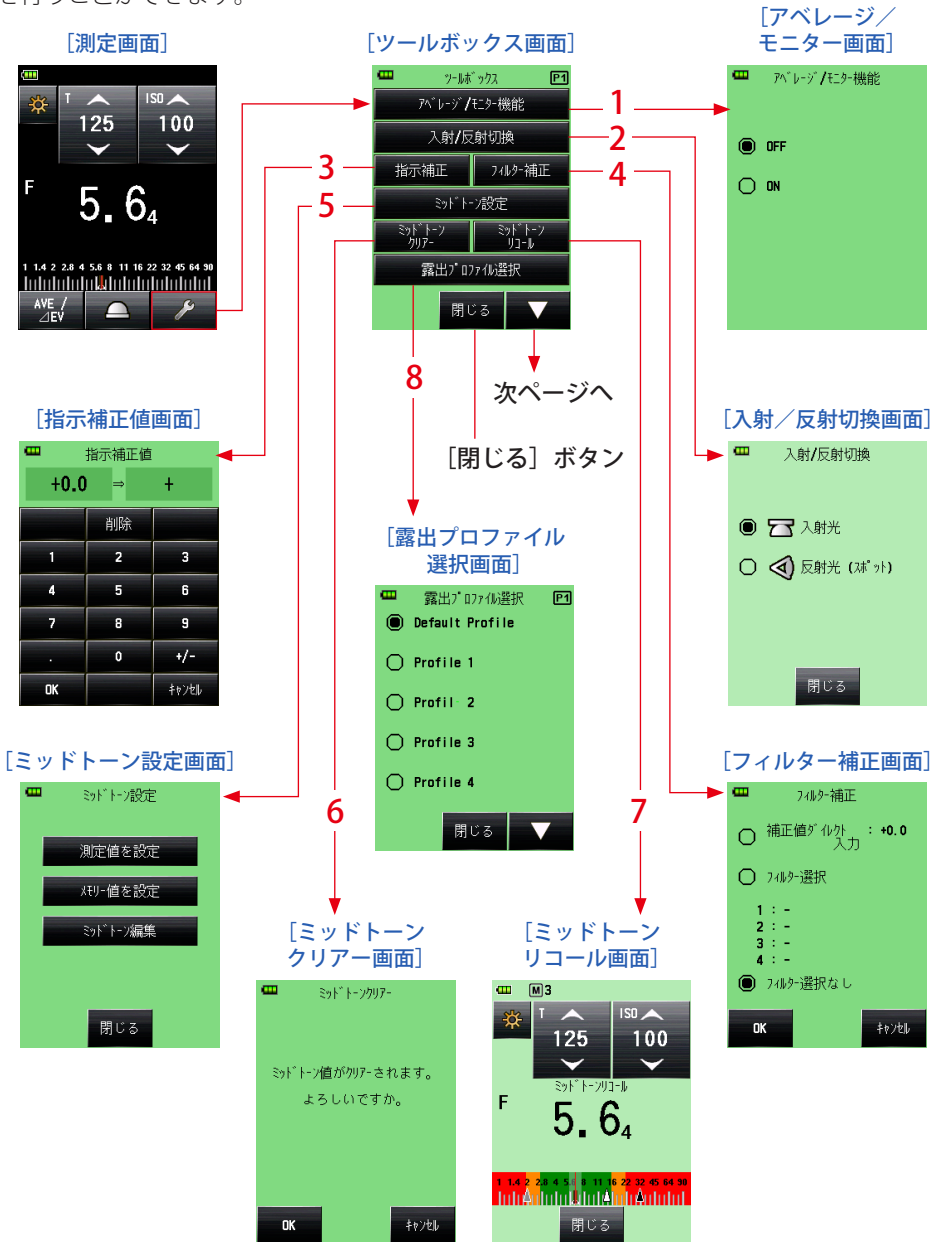 を行うことができます。
［アベレージ／
モニター画面］
［測定画面］
［ツールボックス画面］
T
125
ISO
100
F
5.64
1 1.4 2 2.8 4 5.6 8 11 16 22 32 45 64 90
AVE /
⊿EV
ﾂｰﾙﾎﾞｯｸｽ P1
ｱﾍﾞﾚｰｼﾞ/ﾓﾆﾀｰ機能
入射/反射切換
指示補正 ﾌｨﾙﾀｰ補正
ﾐｯﾄﾞﾄｰﾝ設定
ﾐｯﾄﾞﾄｰﾝ
ｸﾘｱｰ
ﾐｯﾄﾞﾄｰﾝ
ﾘｺｰﾙ
露出ﾌﾟﾛﾌｧｲﾙ選択
閉じる ▼
ｱﾍﾞﾚｰｼﾞ/ﾓﾆﾀｰ機能
OFF
ON
1
2
3
4
5
8
次ページへ
［閉じる］ボタン
［指示補正値画面］
指示補正値
+0.0 ⇒ +
削除
1 2 3
4 5 6
7 8 9
. 0 +/-
OK ｷｬﾝｾﾙ
［入射／反射切換画面］
入射/反射切換
入射光
反射光 (ｽﾎﾟｯﾄ)
閉じる
［露出プロファイル
選択画面］
露出ﾌﾟﾛﾌｧｲﾙ選択 P1
Default Profile
Profile 1
Profil 2
Profile 3
Profile 4
閉じる ▼
［ミッドトーン設定画面］
ﾐｯﾄﾞﾄｰﾝ設定
測定値を設定
ﾒﾓﾘｰ値を設定
ﾐｯﾄﾞﾄｰﾝ編集
閉じる
6
7
［フィルター補正画面］
ﾌｨﾙﾀｰ補正
補正値ﾀﾞｲﾚｸﾄ : +0.0
入力
ﾌｨﾙﾀｰ選択
1 : -
2 : -
3 : -
4 : -
ﾌｨﾙﾀｰ選択なし
OK ｷｬﾝｾﾙ
［ミッドトーン
クリアー画面］
ﾐｯﾄﾞﾄｰﾝｸﾘｱｰ
ﾐｯﾄﾞﾄｰﾝ値がｸﾘｱｰされます。
よろしいですか。
OK ｷｬﾝｾﾙ
［ミッドトーン
リコール画面］
M 3
T
125
ISO
100
ﾐｯﾄﾞﾄｰﾝﾘｺｰﾙ
F
5.64
1 1.4 2 2.8 4 5.6 8 11 16 22 32 45 64 90
閉じる